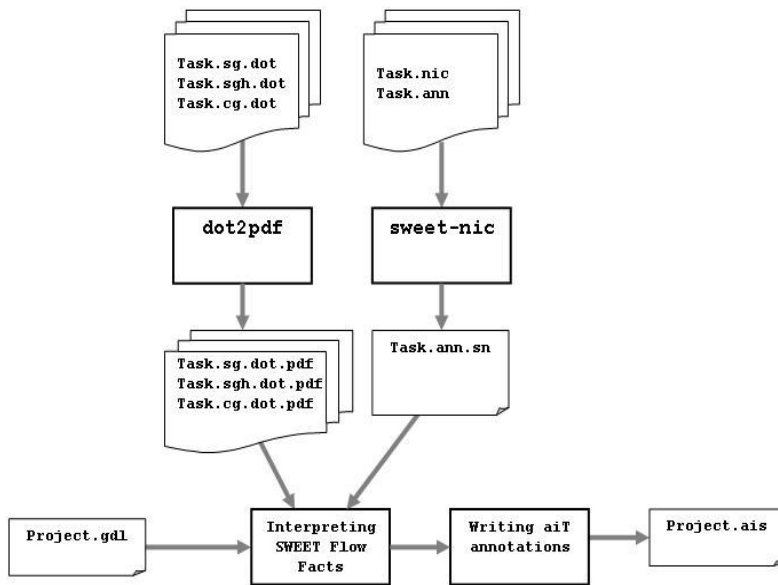 Task.sg.dot
Task.sgh.dot
Task.cg.dot
Task.nic
Task.ann
dot2pdf
sweet-nic
Task.sg.dot.pdf
Task.sgh.dot.pdf
Task.cg.dot.pdf
Task.ann.sn
Project.gdl
Interpreting
SWEET Flow
Facts
Writing aiT
annotations
Project.ais